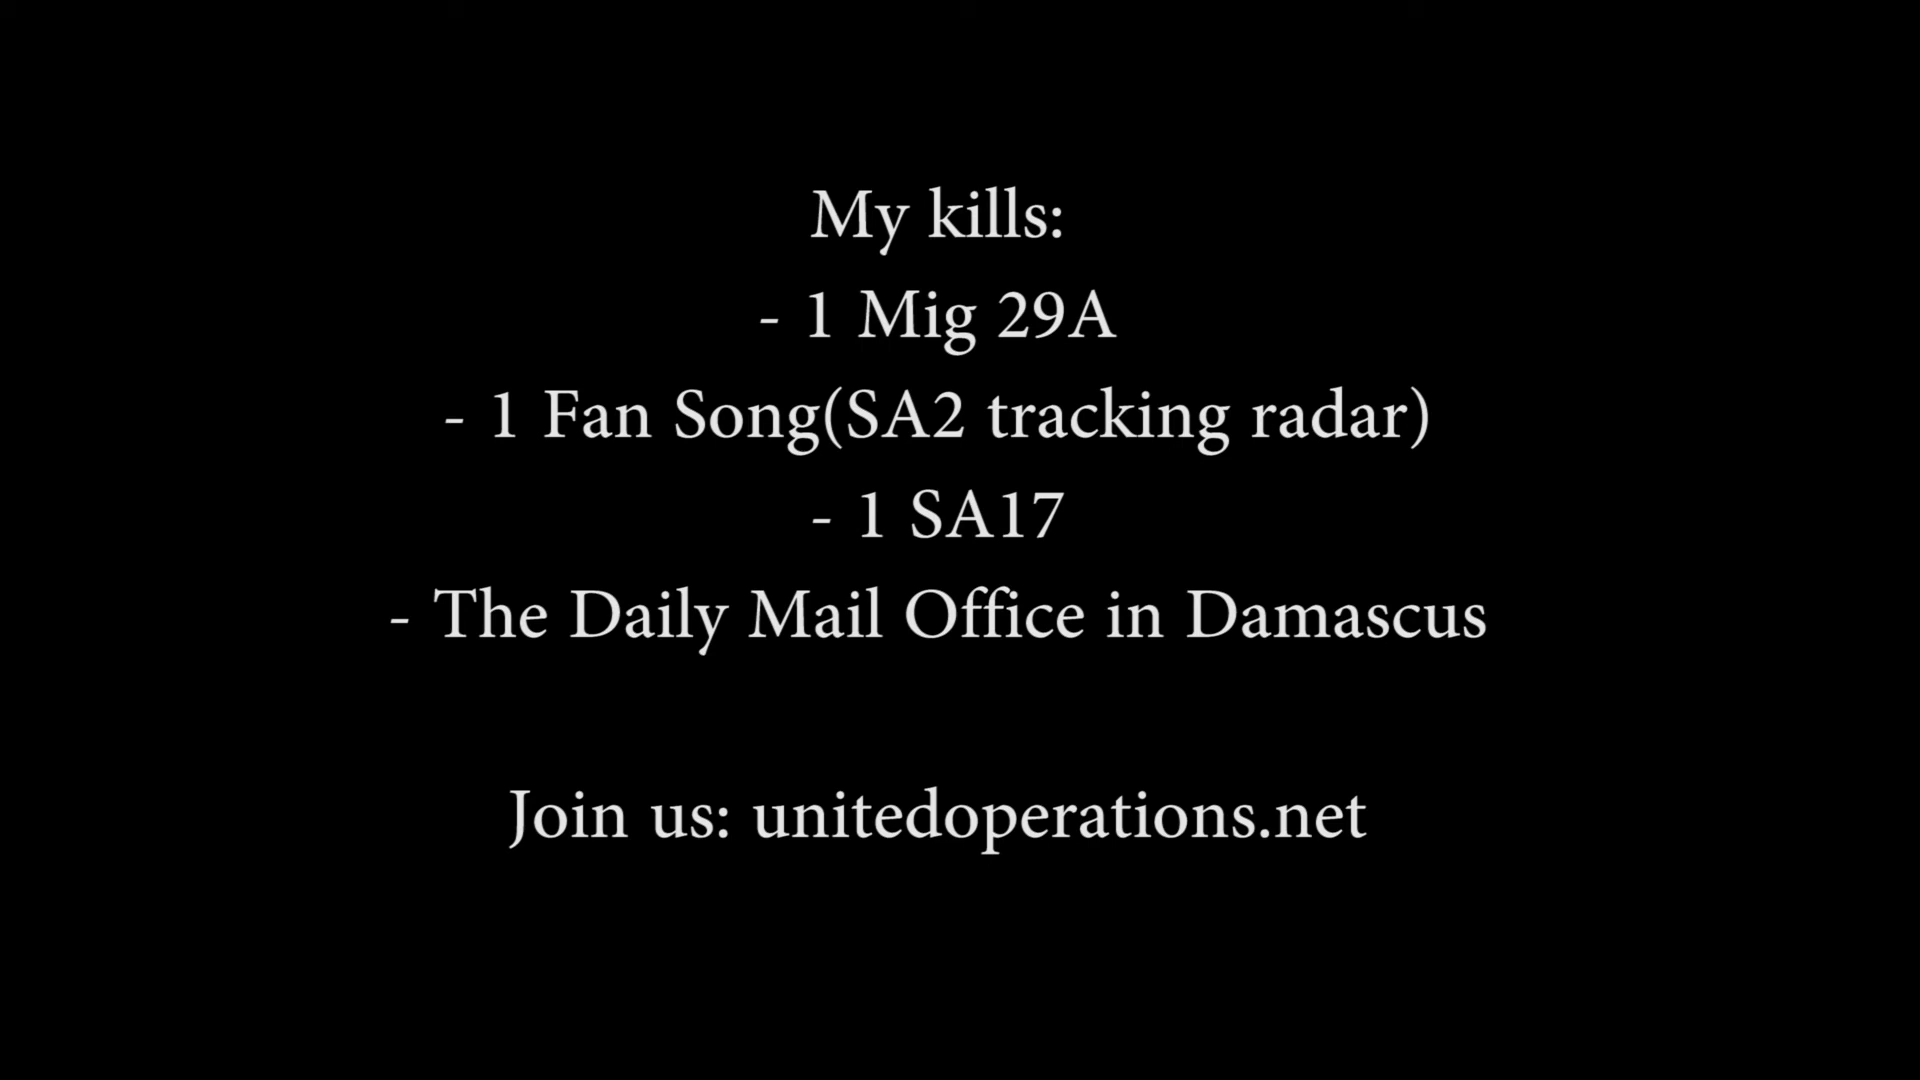 My kills:
- 1 Mig 29A
- 1 Fan Song(SA2 tracking radar)
- 1 SA17
- The Daily Mail Office in Damascus
Join us: unitedoperations.net